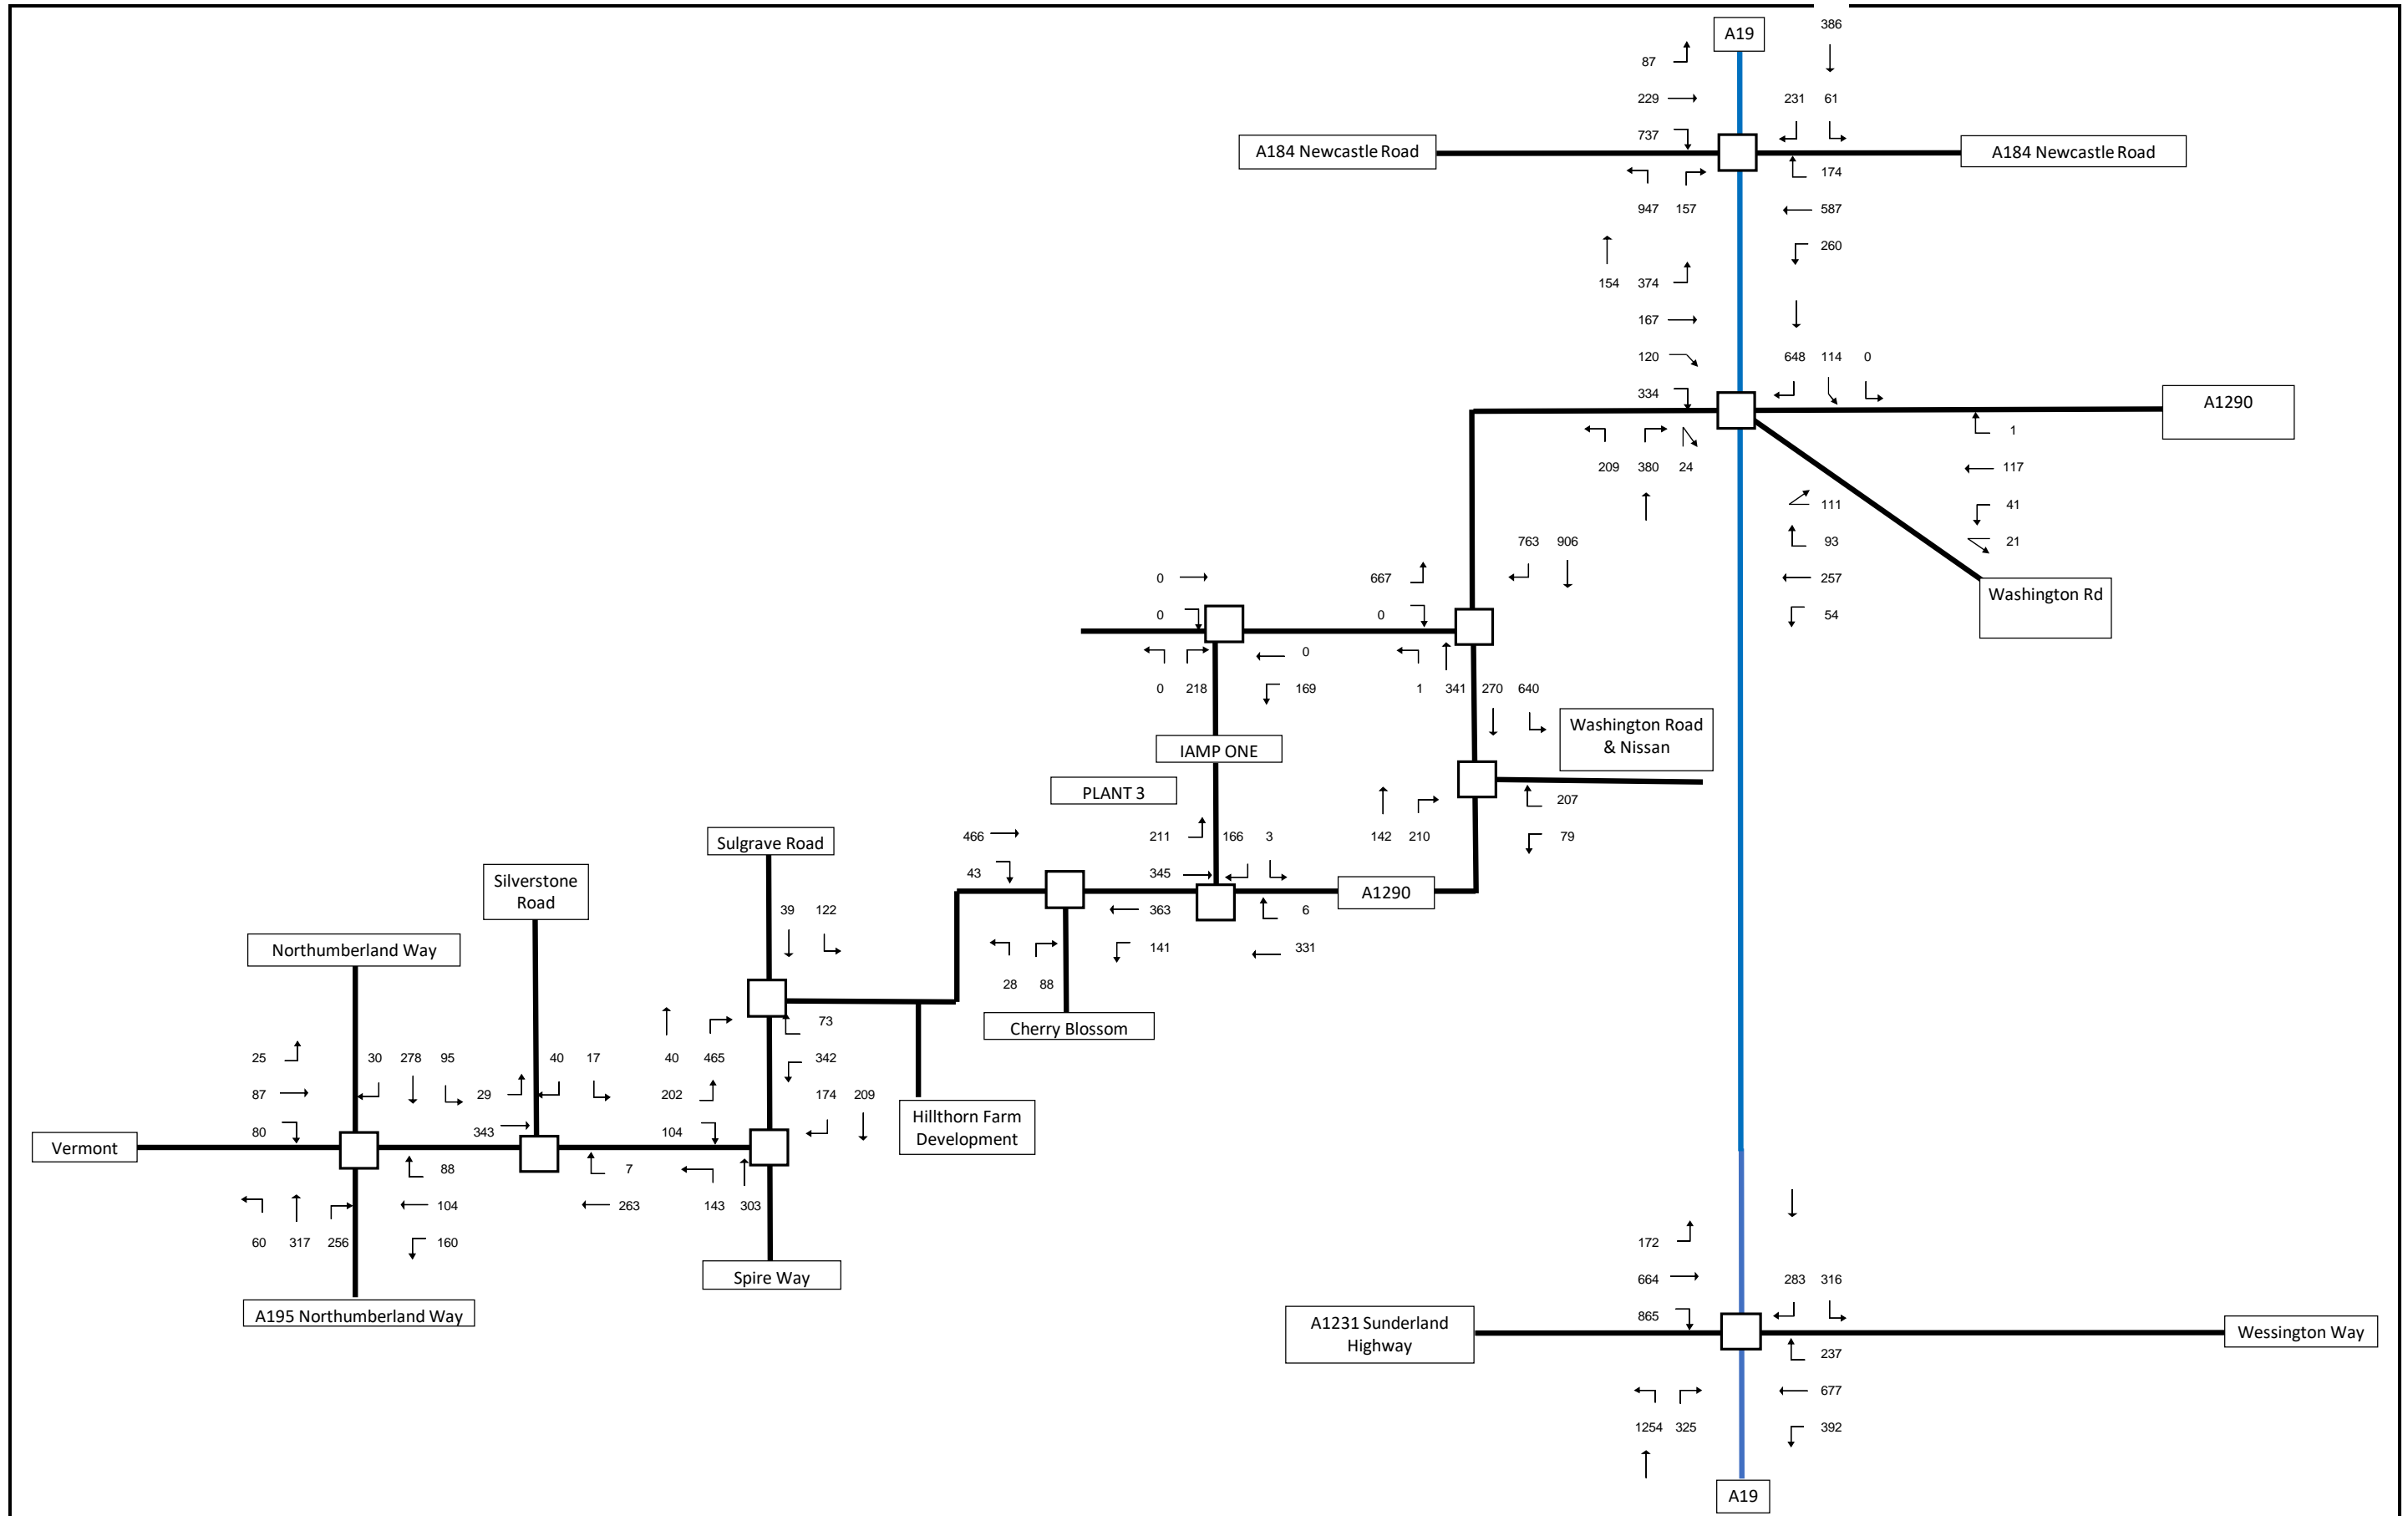 386
A19
87
229
231 61
737
A184 Newcastle Road
A184 Newcastle Road
174
947 157
587
260
154 374
167
120
648 114 0
334
A1290
1
209 380 24
117
111
41
93
21
763 906
0
667
257
Washington Rd
0
0
54
0
0 218
169
1 341 270 640
Washington Road
& Nissan
IAMP ONE
PLANT 3
207
466
211
166 3
142 210
79
Sulgrave Road
43
345
A1290
Silverstone
Road
39 122
363
6
141
331
Northumberland Way
28 88
Cherry Blossom
73
25
30 278 95
40 17
40 465
342
87
29
202
174 209
Hillthorn Farm
Development
80
343
104
Vermont
88
7
104
263
143 303
60 317 256
160
172
Spire Way
664
283 316
A195 Northumberland Way
865
A1231 Sunderland
Highway
Wessington Way
237
677
1254 325
392
A19